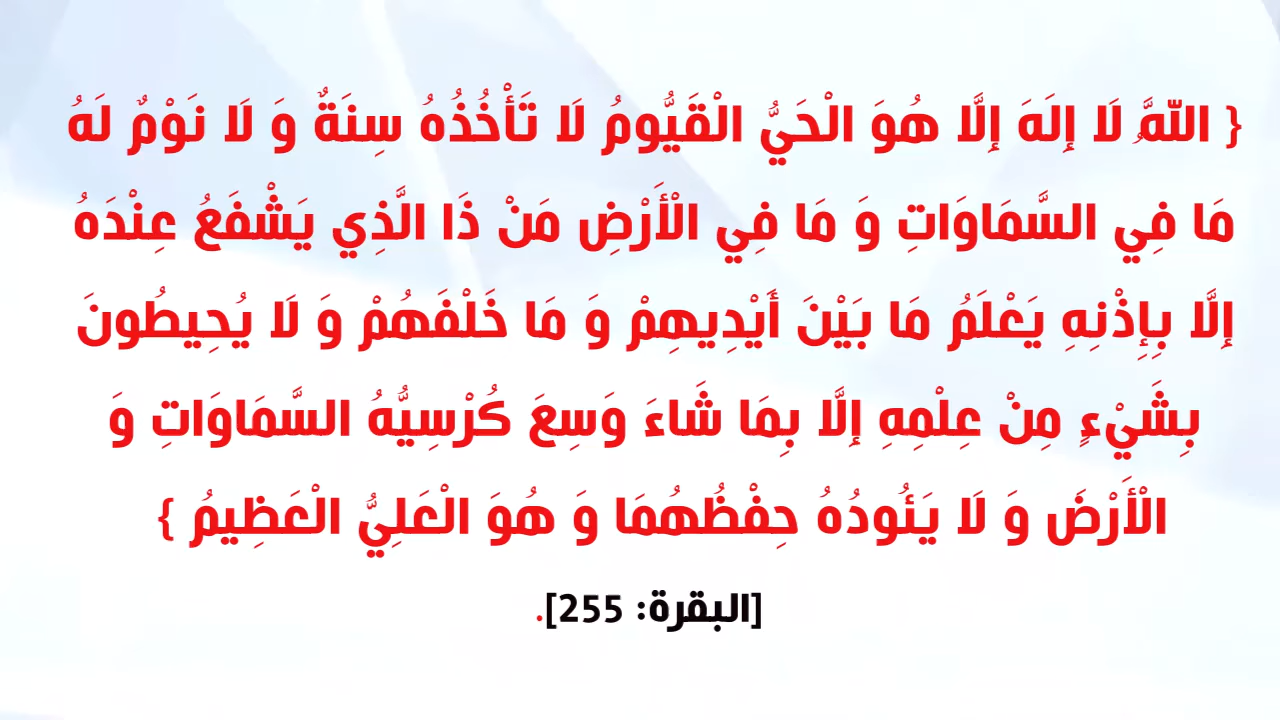 { اللَّهُ لَا إِلَهَ إِلَّا هُوَ الْحَيُّ الْقَيُّومُ لَا تَأْخُذُهُ سِنَةٌ وَ لَا نَوْمٌ لَهُ
مَا فِي السَّمَاوَاتِ وَ مَا فِي الْأَرْضِ مَنْ ذَا الَّذِي يَشْفَعُ عِنْدَهُ
إِلَّا بِإِذْنِهِ يَعْلَمُ مَا بَيْنَ أَيْدِيهِمْ وَ مَا خَلْفَهُمْ وَ لَا يُحِيطُونَ
بِشَيْءٍ مِنْ عِلْمِهِ إِلَّا بِمَا شَاءَ وَسِعَ كُرْسِيُّهُ السَّمَاوَاتِ وَ
الْأَرْضَ وَ لَا يَئُودُهُ حِفْظُهُمَا وَ هُوَ الْعَلِيُّ الْعَظِيمُ }
[البقرة: 255].